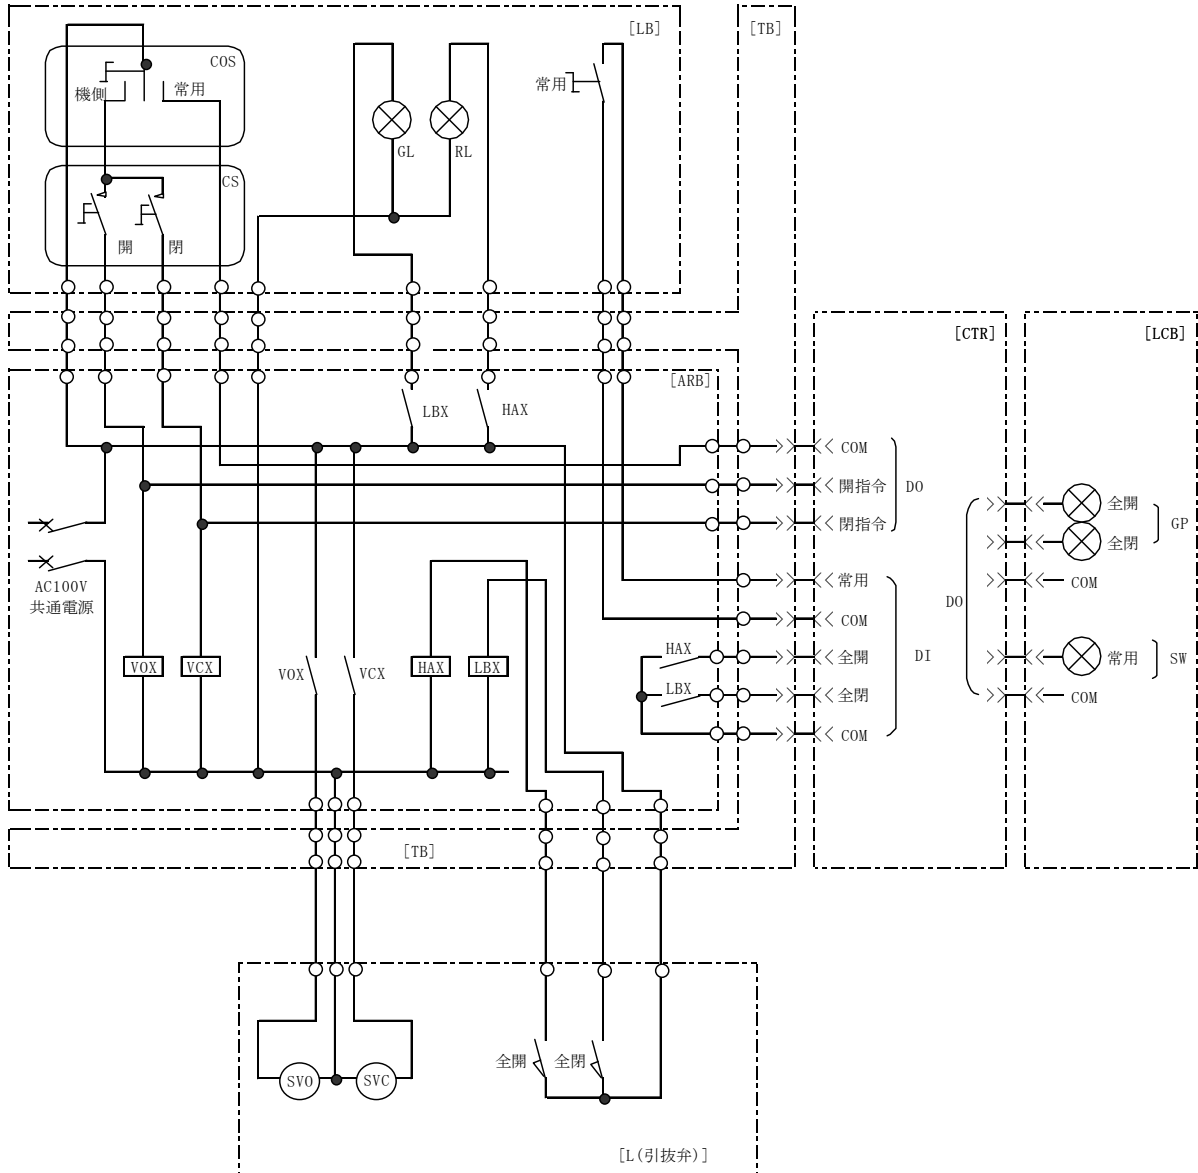 [LB]
[TB]
COS
機側
常用
常用
GL
RL
CS
開
閉
[CTR]
[LCB]
[ARB]
LBX
HAX
COM
開指令
DO
閉指令
全開
全閉
GP
AC100V
共通電源
常用
COM
DO
COM
HAX
全開
DI
常用
SW
VOX
VCX
VOX
VCX
HAX
LBX
LBX
全閉
COM
COM
[TB]
全開
全閉
SVO
SVC
[L(引抜弁)]